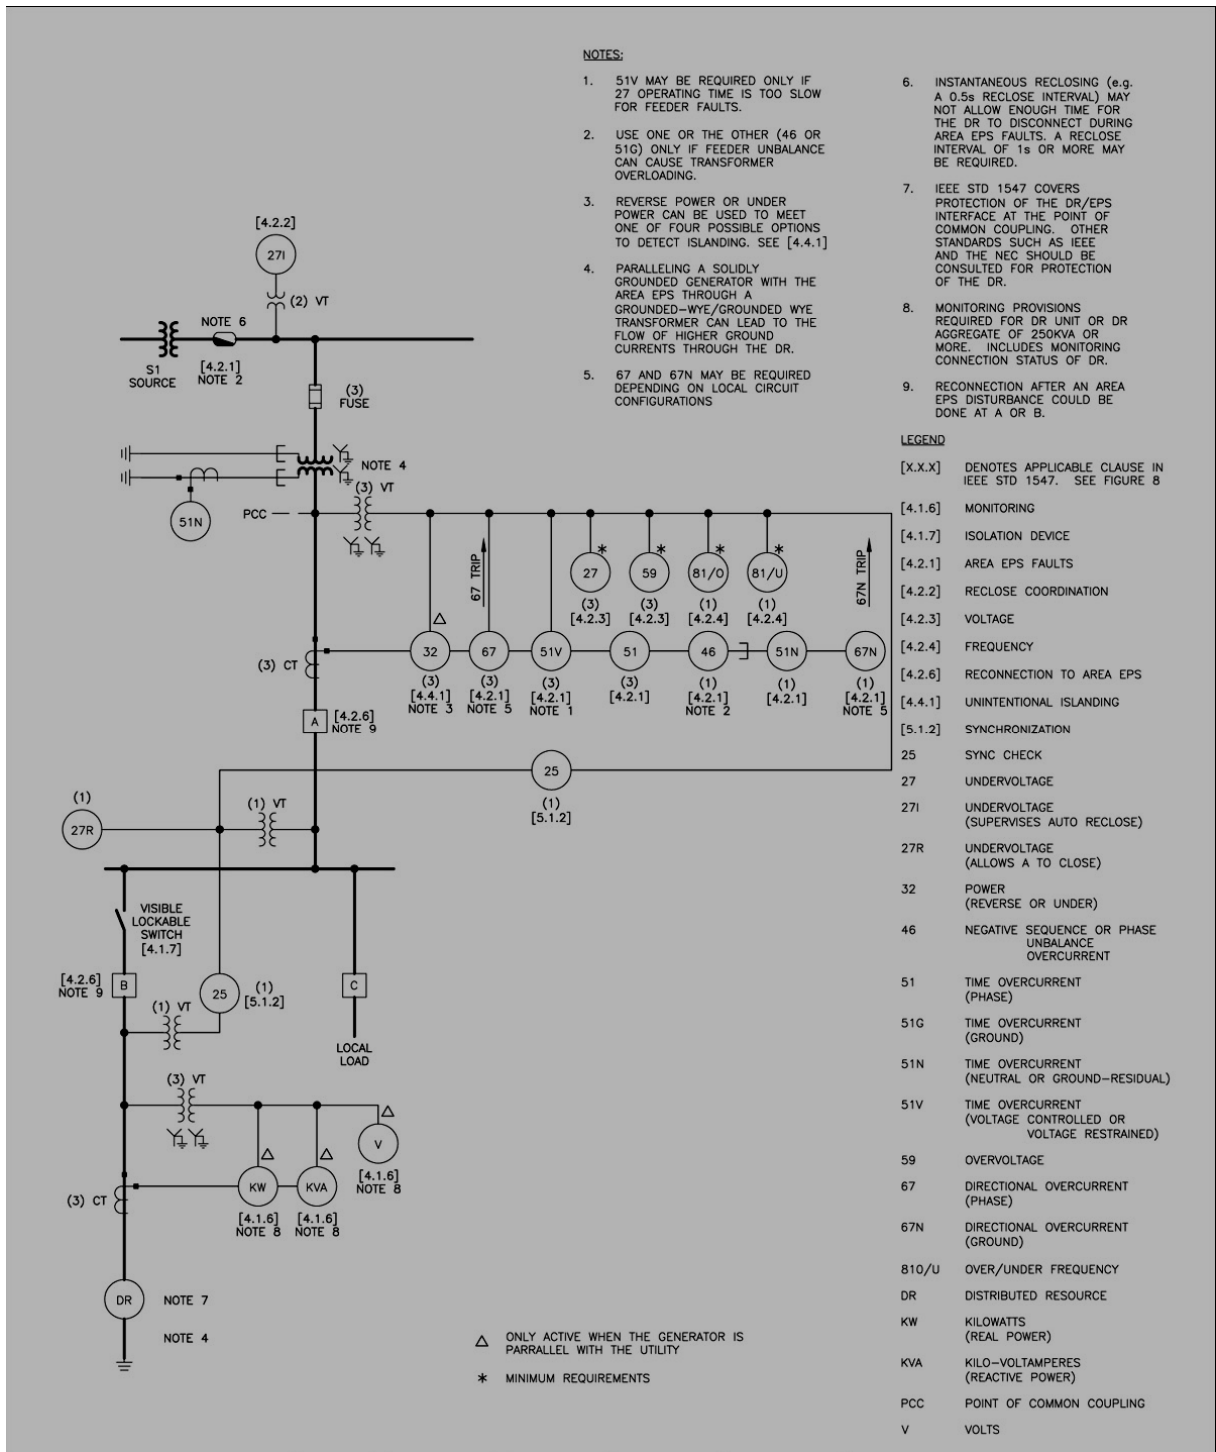 NOTES:
1. 51V MAY BE REQUIRED ONLY IF
27 OPERATING TIME IS TOO SLOW
FOR FEEDER FAULTS.
2. USE ONE OR THE OTHER (46 OR
51G) ONLY IF FEEDER UNBALANCE
CAN CAUSE TRANSFORMER
OVERLOADING.
3. REVERSE POWER OR UNDER
POWER CAN BE USED TO MEET
ONE OF FOUR POSSIBLE OPTIONS
TO DETECT ISLANDING. SEE [4.4.1]
4. PARALLELING A SOLIDLY
GROUNDED GENERATOR WITH THE
AREA EPS THROUGH A
GROUNDED-WYE/GROUNDED WYE
TRANSFORMER CAN LEAD TO THE
FLOW OF HIGHER GROUND
CURRENTS THROUGH THE DR.
5. 67 AND 67N MAY BE REQUIRED
DEPENDING ON LOCAL CIRCUIT
CONFIGURATIONS
6. INSTANTANEOUS RECLOSING (e.g.
A 0.5s RECLOSE INTERVAL) MAY
NOT ALLOW ENOUGH TIME FOR
THE DR TO DISCONNECT DURING
AREA EPS FAULTS. A RECLOSE
INTERVAL OF 1s OR MORE MAY
BE REQUIRED.
7. IEEE STD 1547 COVERS
PROTECTION OF THE DR/EPS
INTERFACE AT THE POINT OF
COMMON COUPLING. OTHER
STANDARDS SUCH AS IEEE
AND THE NEC SHOULD BE
CONSULTED FOR PROTECTION
OF THE DR.
8. MONITORING PROVISIONS
REQUIRED FOR DR UNIT OR DR
AGGREGATE OF 250KVA OR
MORE. INCLUDES MONITORING
CONNECTION STATUS OF DR.
9. RECONNECTION AFTER AN AREA
EPS DISTURBANCE COULD BE
DONE AT A OR B.
LEGEND
[X.X.X] DENOTES APPLICABLE CLAUSE IN
IEEE STD 1547. SEE FIGURE 8
[4.1.6] MONITORING
[4.1.7] ISOLATION DEVICE
[4.2.1] AREA EPS FAULTS
[4.2.2] RECLOSE COORDINATION
[4.2.3] VOLTAGE
[4.2.4] FREQUENCY
[4.2.6] RECONNECTION TO AREA EPS
[4.4.1] UNINTENTIONAL ISLANDING
[5.1.2] SYNCHRONIZATION
25 SYNC CHECK
27 UNDERVOLTAGE
27I UNDERVOLTAGE
(SUPERVISES AUTO RECLOSE)
27R UNDERVOLTAGE
(ALLOWS A TO CLOSE)
32 POWER
(REVERSE OR UNDER)
46 NEGATIVE SEQUENCE OR PHASE
UNBALANCE
OVERCURRENT
51 TIME OVERCURRENT
(PHASE)
51G TIME OVERCURRENT
(GROUND)
51N TIME OVERCURRENT
(NEUTRAL OR GROUND-RESIDUAL)
51V TIME OVERCURRENT
(VOLTAGE CONTROLLED OR
VOLTAGE RESTRAINED)
59 OVERVOLTAGE
67 DIRECTIONAL OVERCURRENT
(PHASE)
67N DIRECTIONAL OVERCURRENT
(GROUND)
810/U OVER/UNDER FREQUENCY
DR DISTRIBUTED RESOURCE
KW KILOWATTS
(REAL POWER)
KVA KILO-VOLTAMPERES
(REACTIVE POWER)
PCC POINT OF COMMON COUPLING
V VOLTS
[4.2.2]
27I
(2) VT
NOTE 6
S1
SOURCE
[4.2.1]
NOTE 2
(3)
FUSE
NOTE 4
51N
(3) VT
PCC
67 TRIP
27 *
59 *
81/O *
81/U *
67N TRIP
(3) (3) (1) (1)
[4.2.3] [4.2.3] [4.2.4] [4.2.4]
(3) CT
32 67 51V 51 46 51N 67N
(3) (3) (3) (3) (1) (1) (1)
[4.4.1] [4.2.1] [4.2.1] [4.2.1] [4.2.1] [4.2.1] [4.2.1]
NOTE 3 NOTE 5 NOTE 1 NOTE 2 NOTE 5
A
[4.2.6]
NOTE 9
25
(1)
[5.1.2]
(1)
27R
(1) VT
VISIBLE
LOCKABLE
SWITCH
[4.1.7]
[4.2.6]
NOTE 9
B
25
(1)
[5.1.2]
C
(1) VT
LOCAL
LOAD
(3) VT
V
[4.1.6]
NOTE 8
(3) CT
KW KVA
[4.1.6] [4.1.6]
NOTE 8 NOTE 8
DR
NOTE 7
NOTE 4
△ ONLY ACTIVE WHEN THE GENERATOR IS
PARRALLEL WITH THE UTILITY
* MINIMUM REQUIREMENTS